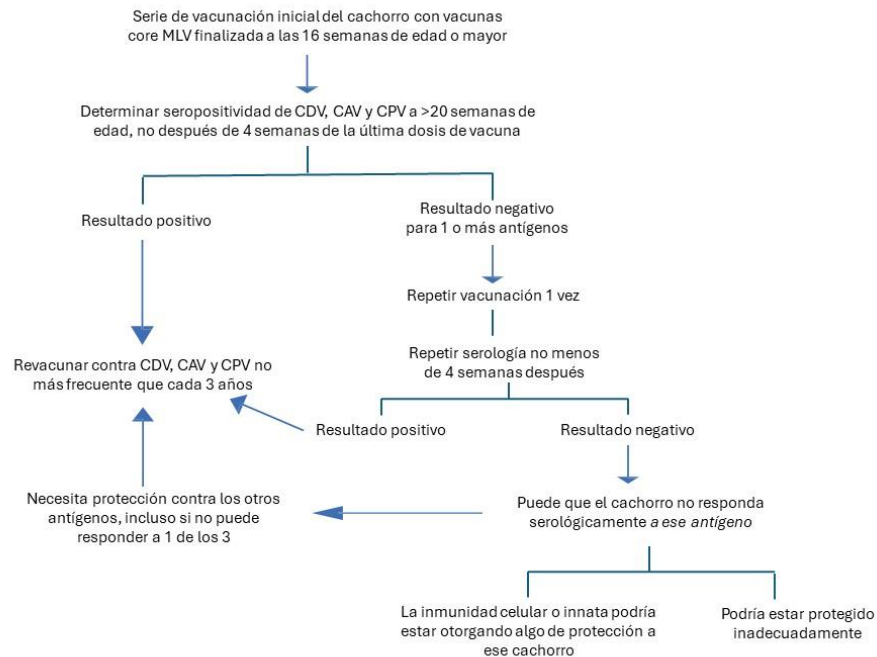 Serie de vacunación inicial del cachorro con vacunas
core MLV finalizada a las 16 semanas de edad o mayor
Determinar seropositividad de CDV, CAV y CPV a >20 semanas de
edad, no después de 4 semanas de la última dosis de vacuna
Resultado positivo
Resultado negativo
para 1 o más antígenos
Repetir vacunación 1 vez
Repetir serología no menos
de 4 semanas después
Revacunar contra CDV, CAV y CPV no
más frecuente que cada 3 años
Resultado positivo
Resultado negativo
Necesita protección contra los otros
antígenos, incluso si no puede
responder a 1 de los 3
Puede que el cachorro no responda
serológicamente a ese antígeno
La inmunidad celular o innata podría
estar otorgando algo de protección a
ese cachorro
Podría estar protegido
inadecuadamente